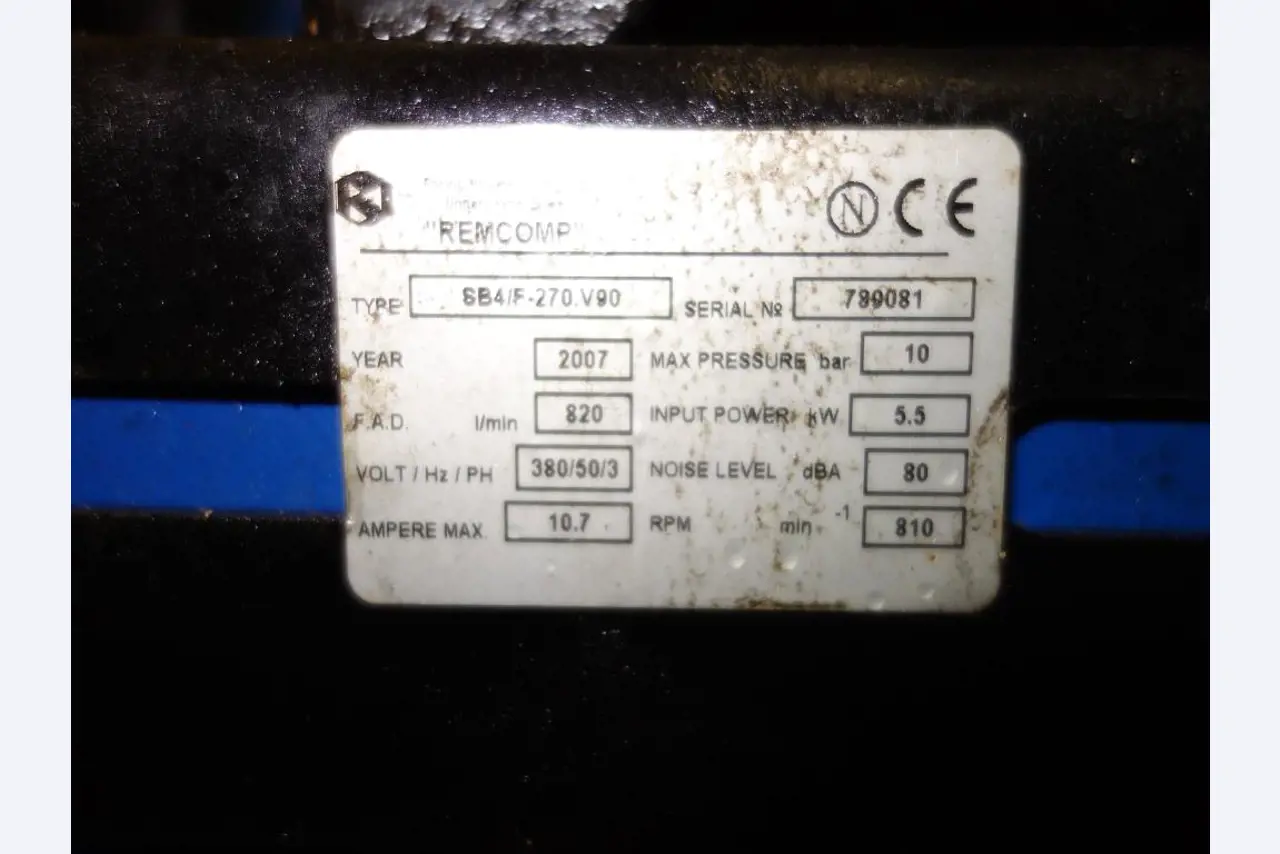 "REMCOMP"
N CE
TYPE SB4/F-270.V90 SERIAL № 789081
YEAR 2007 MAX PRESSURE bar 10
F.A.D. l/min 820 INPUT POWER kW 5.5
VOLT / Hz / PH 380/50/3 NOISE LEVEL dBA 80
AMPERE MAX 10.7 RPM min -1 810